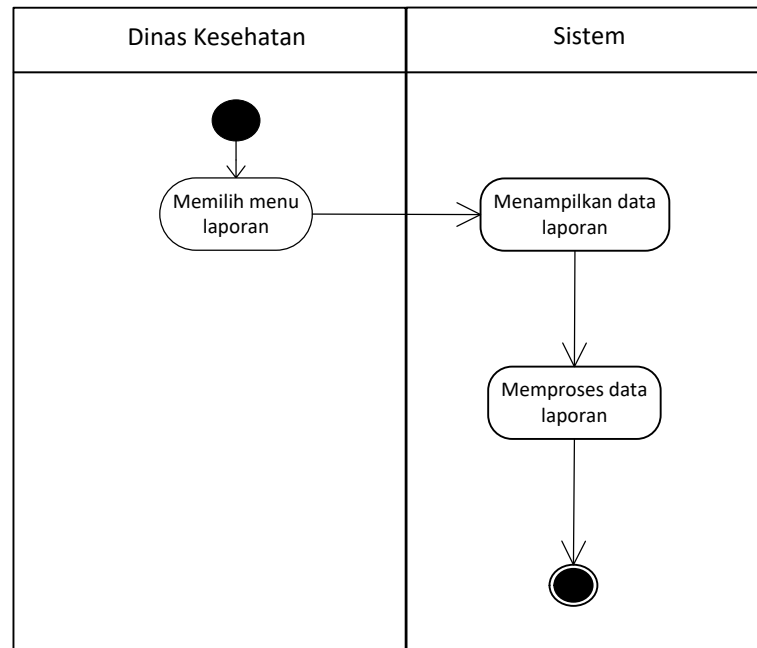 Dinas Kesehatan
Sistem
Memilih menu
laporan
Menampilkan data
laporan
Memproses data
laporan